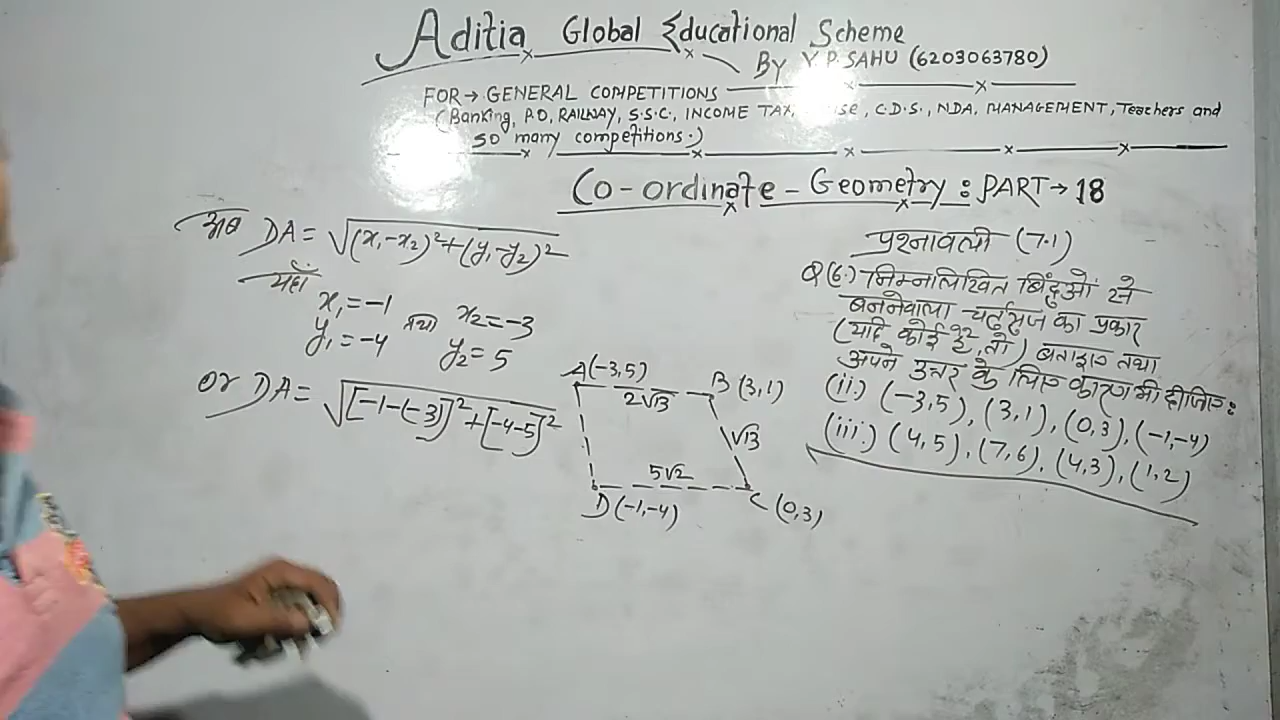 Aditia Global Educational Scheme
By Y. P. SAHU (6203063780)
FOR → GENERAL COMPETITIONS
(Banking, P.O, RAILWAY, S.S.C, INCOME TAX, C.D.S., NDA, MANAGEMENT, Teachers and
SO many competitions.)
Co-ordinate-Geometry: PART → 18
अब DA = √(x₁-x₂)²+(y₁-y₂)²
यहाँ
x₁ = -1
y₁ = -4
तथा
x₂ = -3
y₂ = 5
or DA = √[-1-(-3)]²+[-4-5]²
A(-3,5)
B(3,1)
2√13
√13
5√2
D(-1,-4)
C(0,3)
प्रश्नावली (7.1)
Q(6.) निम्नलिखित बिंदुओं से
बननेवाला चर्तुभुज का प्रकार
(यदि कोई है, तो) बताइए तथा
अपने उत्तर के लिए कारण भी दीजिए:
(ii.) (-3,5), (3,1), (0,3), (-1,-4)
(iii.) (4,5), (7,6), (4,3), (1,2)